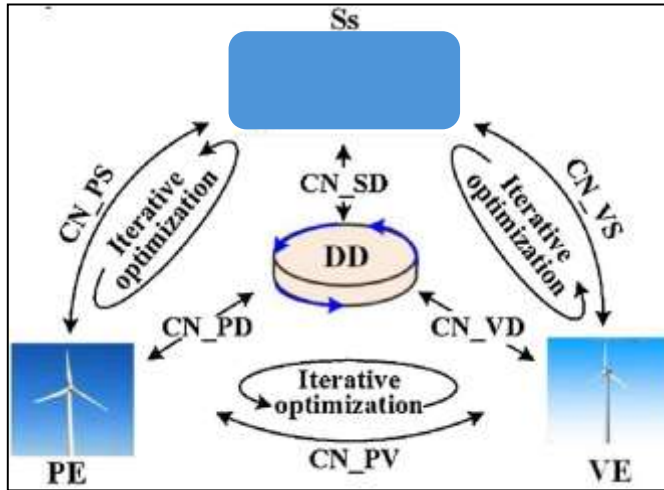 Ss
CN_PS
Iterative
optimization
CN_SD
Iterative
optimization
CN_VS
DD
CN_PD
CN_VD
Iterative
optimization
CN_PV
PE
VE